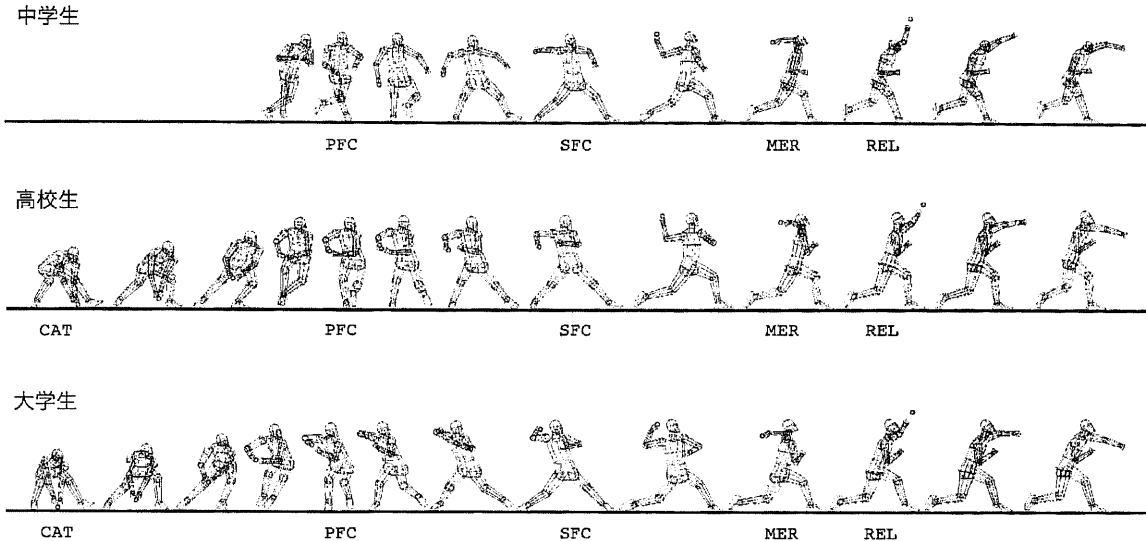 中学生
PFC SFC MER REL
高校生
CAT PFC SFC MER REL
大学生
CAT PFC SFC MER REL